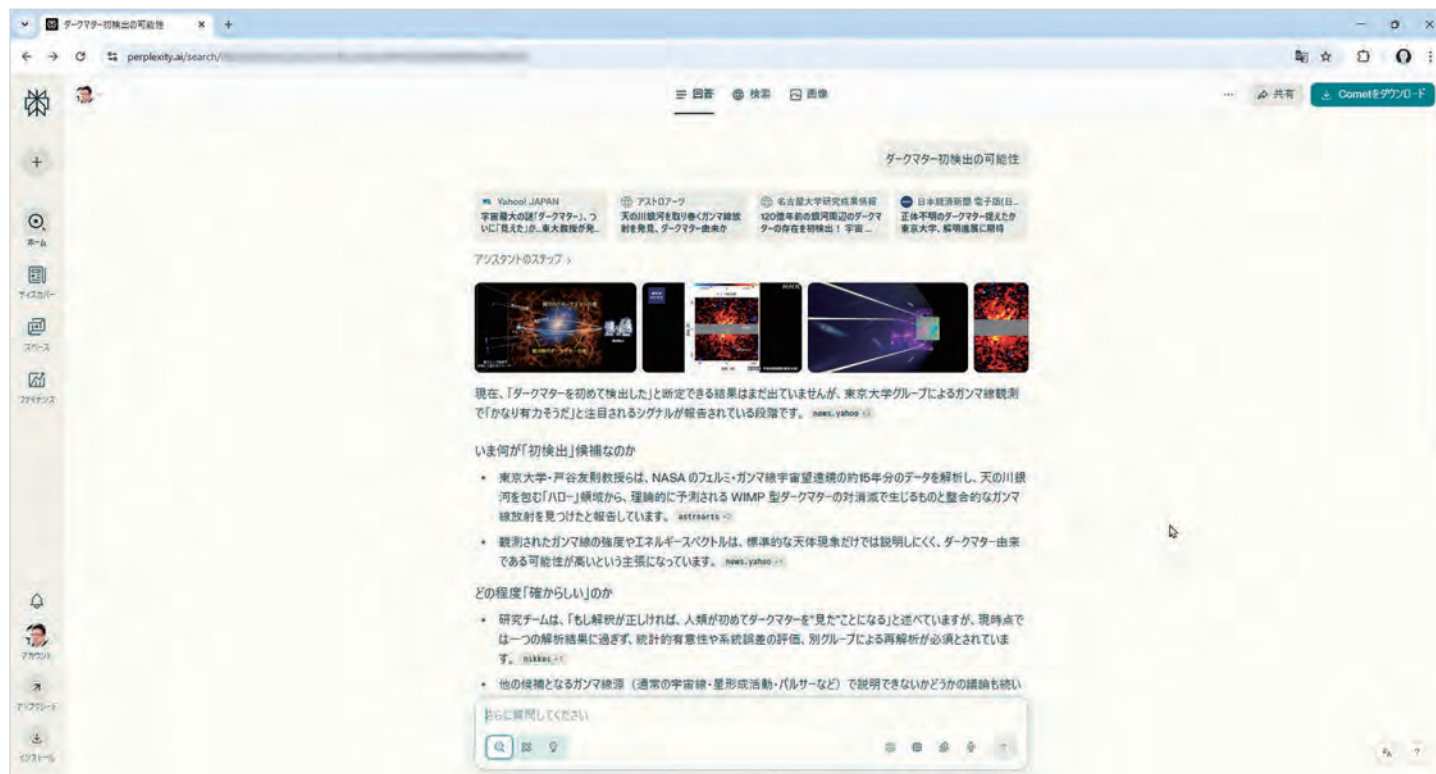 ダークマター初検出の可能性
perplexity.ai/search/
回答 検索 画像
共有 Cometをダウンロード
ダークマター初検出の可能性
Yahoo! JAPAN
宇宙最大の謎「ダークマター」、つ
いに「見えた」か…東大教授が発…
アストロアーツ
天の川銀河を取り巻くガンマ線放
射を発見、ダークマター由来か
名古屋大学研究成果情報
120億年前の銀河周辺のダークマ
ターの存在を初検出！ 宇宙 …
日本経済新聞 電子版(日…
正体不明のダークマター捉えたか
東京大学、解明進展に期待
アシスタントのステップ
NHK
現在、「ダークマターを初めて検出した」と断定できる結果はまだ出ていませんが、東京大学グループによるガンマ線観測
で「かなり有力そうだ」と注目されるシグナルが報告されている段階です。 news.yahoo
いま何が「初検出」候補なのか
• 東京大学・戸谷友則教授らは、NASA のフェルミ・ガンマ線宇宙望遠鏡の約15年分のデータを解析し、天の川銀
河を包む「ハロー」領域から、理論的に予測される WIMP 型ダークマターの対消滅で生じるものと整合的なガンマ
線放射を見つけたと報告しています。 astroarts
• 観測されたガンマ線の強度やエネルギースペクトルは、標準的な天体現象だけでは説明しにくく、ダークマター由来
である可能性が高いという主張になっています。 news.yahoo
どの程度「確からしい」のか
• 研究チームは、「もし解釈が正しければ、人類が初めてダークマターを"見た"ことになる」と述べていますが、現時点で
は一つの解析結果に過ぎず、統計的有意性や系統誤差の評価、別グループによる再解析が必須とされていま
す。 nikkei
• 他の候補となるガンマ線源（通常の宇宙線・星形成活動・パルサーなど）で説明できないかどうかの議論も続い
さらに質問してください
ホーム
ディスカバー
スペース
ファイナンス
アカウント
アップグレード
インストール